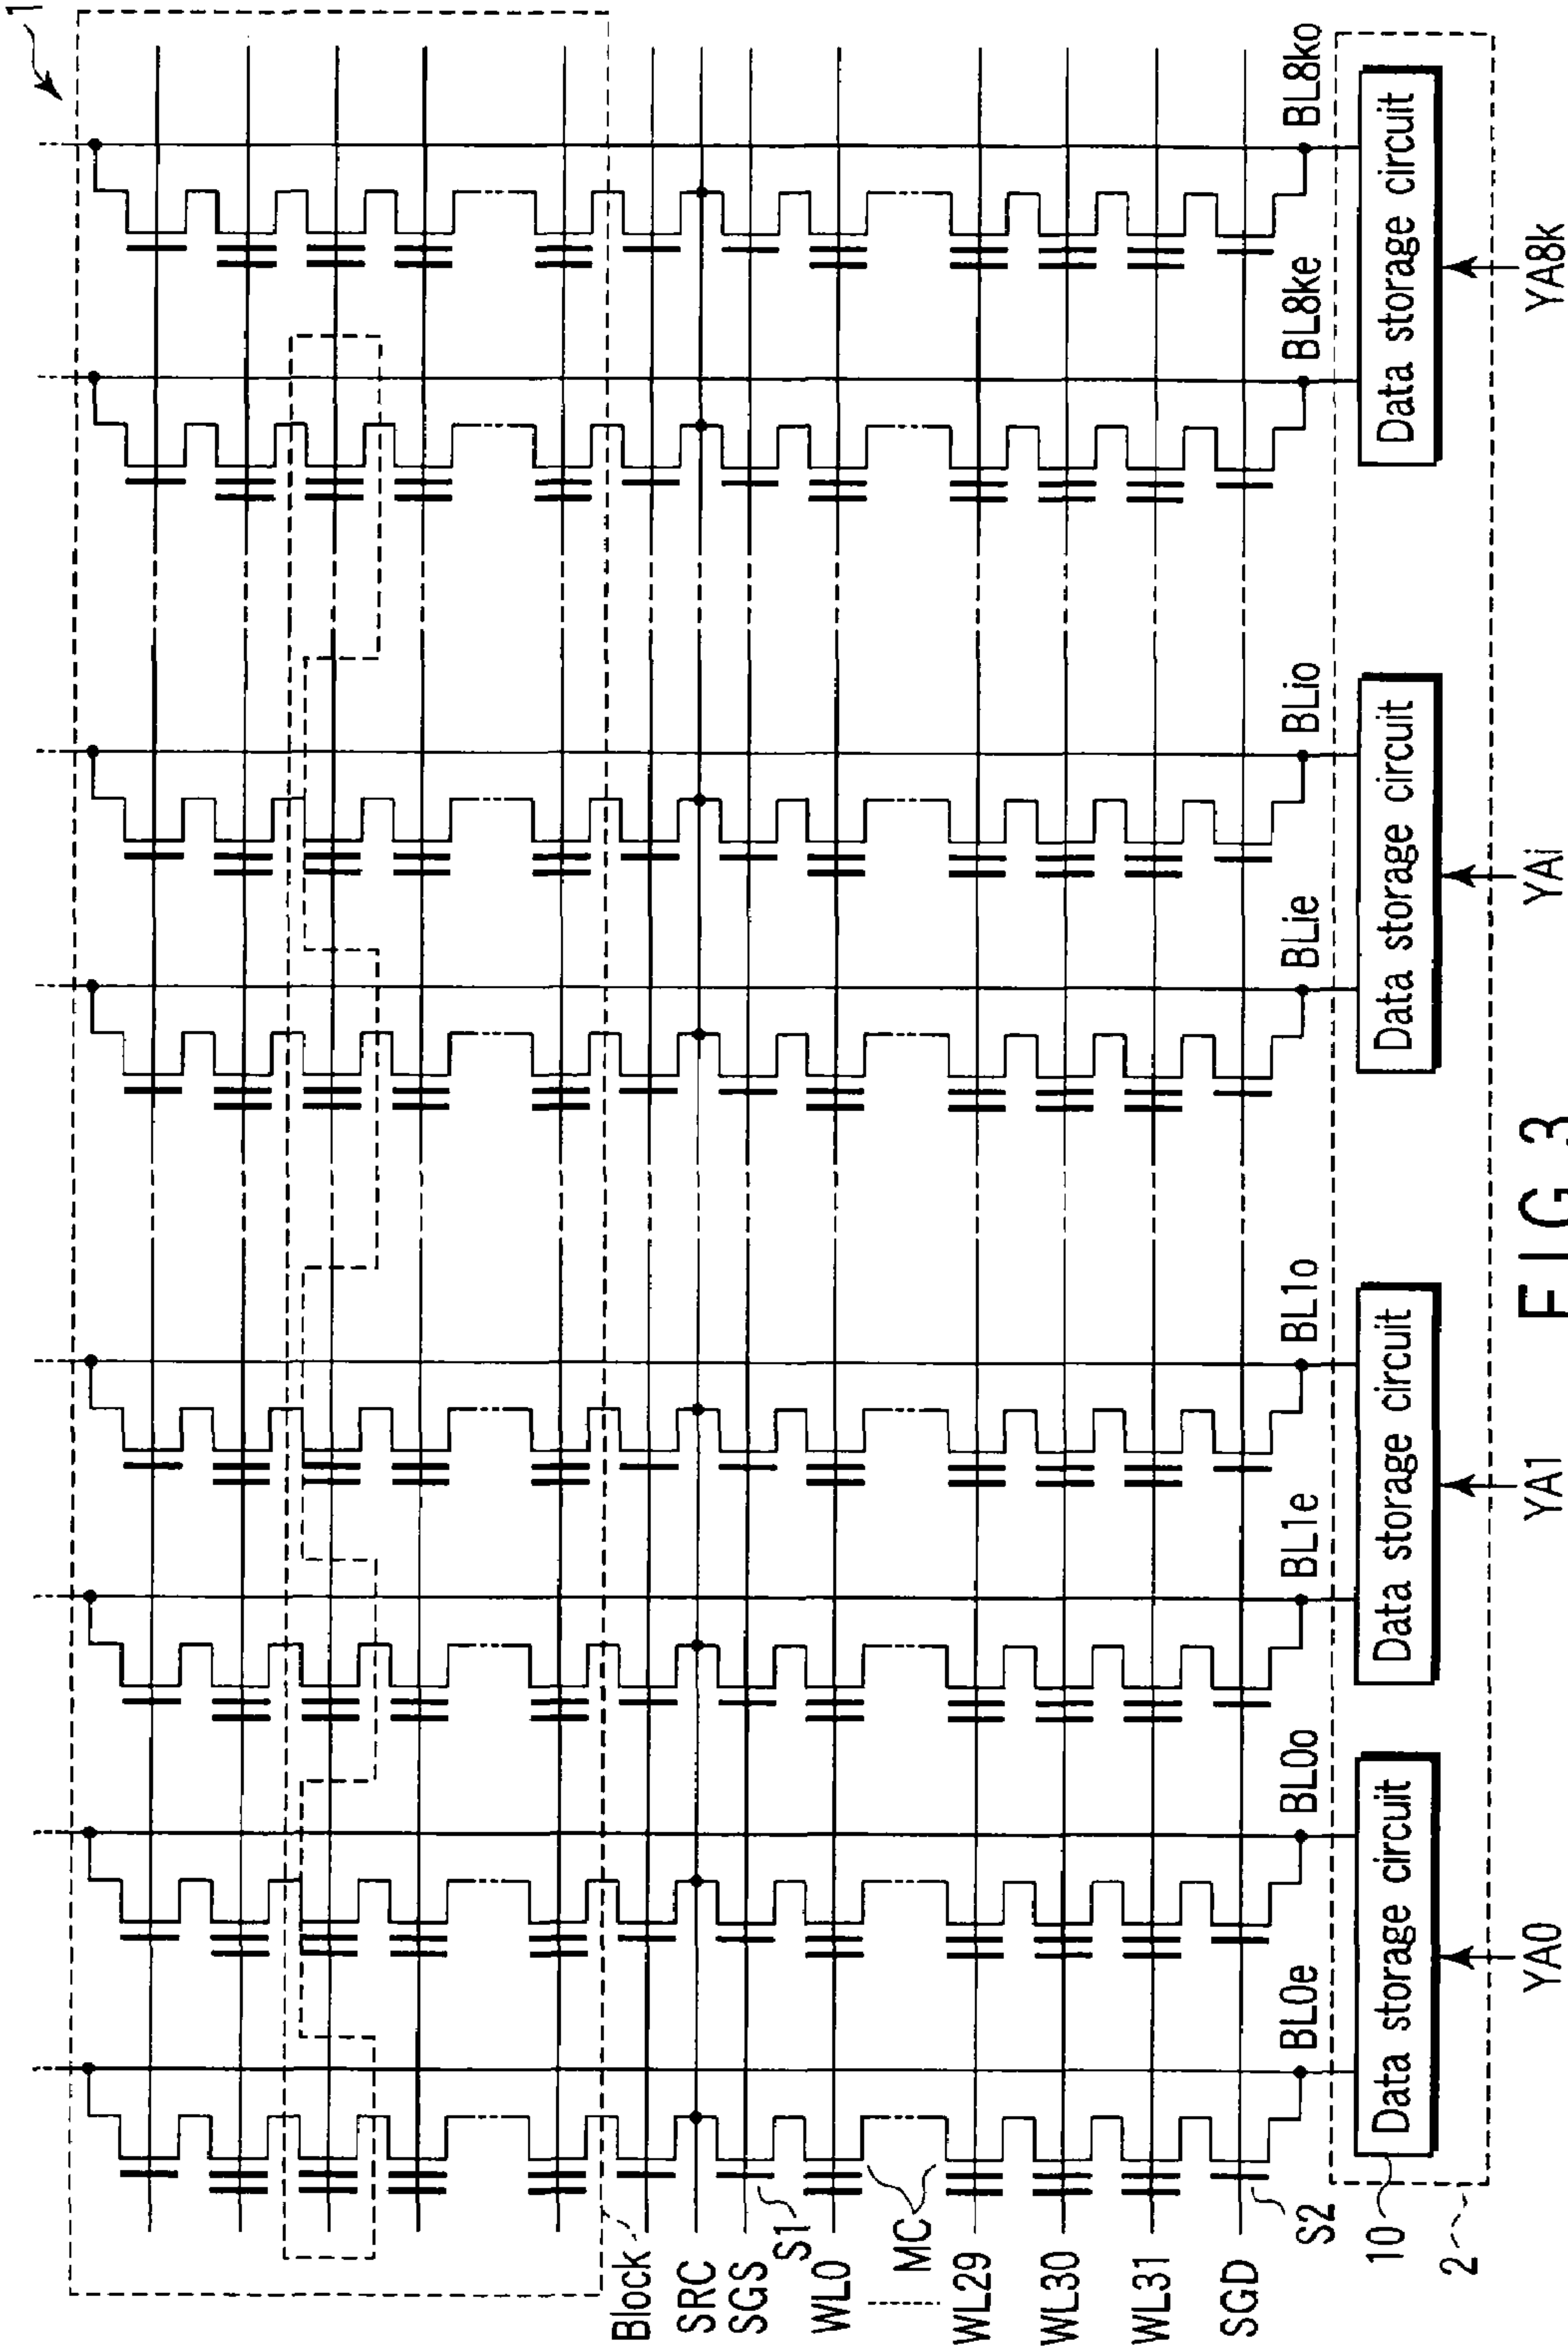 1
Block
SRC
SGS
S1
WL0
MC
WL29
WL30
WL31
SGD
S2
BL0e
BL0o
BL1e
BL1o
BLie
BLio
BL8ke
BL8ko
10
Data storage circuit
Data storage circuit
Data storage circuit
Data storage circuit
2
YA0
YA1
YAi
YA8k
FIG. 3